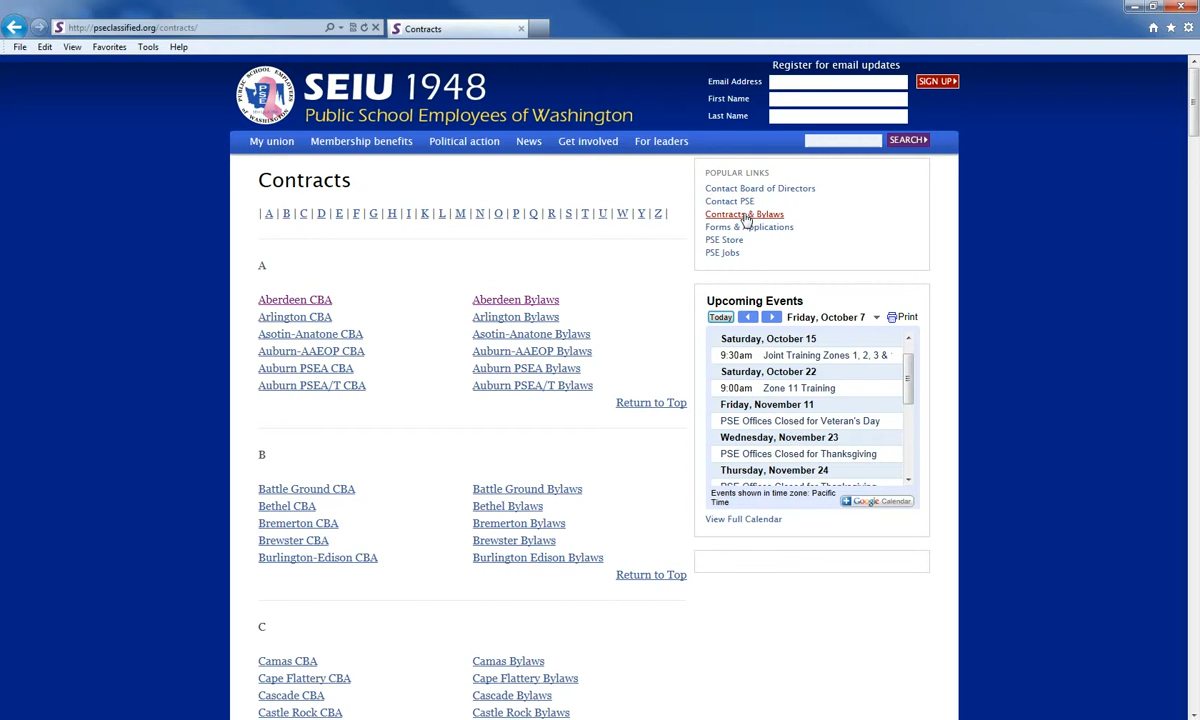 http://pseclassified.org/contracts/
Contracts
File Edit View Favorites Tools Help
SEIU 1948
Public School Employees of Washington
Register for email updates
Email Address
SIGN UP
First Name
Last Name
My union Membership benefits Political action News Get involved For leaders
SEARCH
Contracts
| A | B | C | D | E | F | G | H | I | K | L | M | N | O | P | Q | R | S | T | U | W | Y | Z |
A
Aberdeen CBA Aberdeen Bylaws
Arlington CBA Arlington Bylaws
Asotin-Anatone CBA Asotin-Anatone Bylaws
Auburn-AAEOP CBA Auburn-AAEOP Bylaws
Auburn PSEA CBA Auburn PSEA Bylaws
Auburn PSEA/T CBA Auburn PSEA/T Bylaws
Return to Top
B
Battle Ground CBA Battle Ground Bylaws
Bethel CBA Bethel Bylaws
Bremerton CBA Bremerton Bylaws
Brewster CBA Brewster Bylaws
Burlington-Edison CBA Burlington Edison Bylaws
Return to Top
C
Camas CBA Camas Bylaws
Cape Flattery CBA Cape Flattery Bylaws
Cascade CBA Cascade Bylaws
Castle Rock CBA Castle Rock Bylaws
POPULAR LINKS
Contact Board of Directors
Contact PSE
Contracts & Bylaws
Forms & Applications
PSE Store
PSE Jobs
Upcoming Events
Today Friday, October 7 Print
Saturday, October 15
9:30am Joint Training Zones 1, 2, 3 &
Saturday, October 22
9:00am Zone 11 Training
Friday, November 11
PSE Offices Closed for Veteran's Day
Wednesday, November 23
PSE Offices Closed for Thanksgiving
Thursday, November 24
PSE Offices Closed for Thanksgiving
Events shown in time zone: Pacific
Time
Google Calendar
View Full Calendar